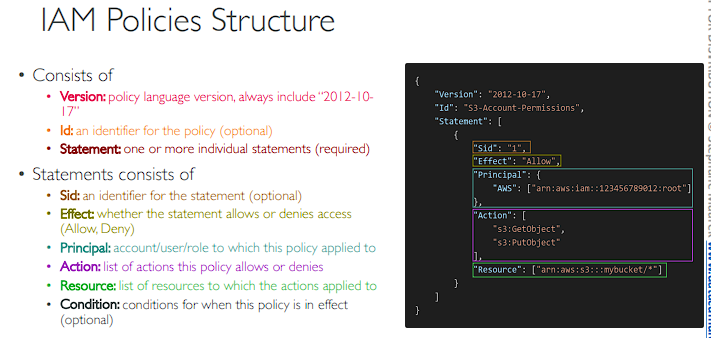 IAM Policies Structure
• Consists of
• Version: policy language version, always include “2012-10-
17”
• Id: an identifier for the policy (optional)
• Statement: one or more individual statements (required)
• Statements consists of
• Sid: an identifier for the statement (optional)
• Effect: whether the statement allows or denies access
(Allow, Deny)
• Principal: account/user/role to which this policy applied to
• Action: list of actions this policy allows or denies
• Resource: list of resources to which the actions applied to
• Condition: conditions for when this policy is in effect
(optional)
{
"Version": "2012-10-17",
"Id": "S3-Account-Permissions",
"Statement": [
{
"Sid": "1",
"Effect": "Allow",
"Principal": {
"AWS": ["arn:aws:iam::123456789012:root"]
},
"Action": [
"s3:GetObject",
"s3:PutObject"
],
"Resource": ["arn:aws:s3:::mybucket/*"]
}
]
}